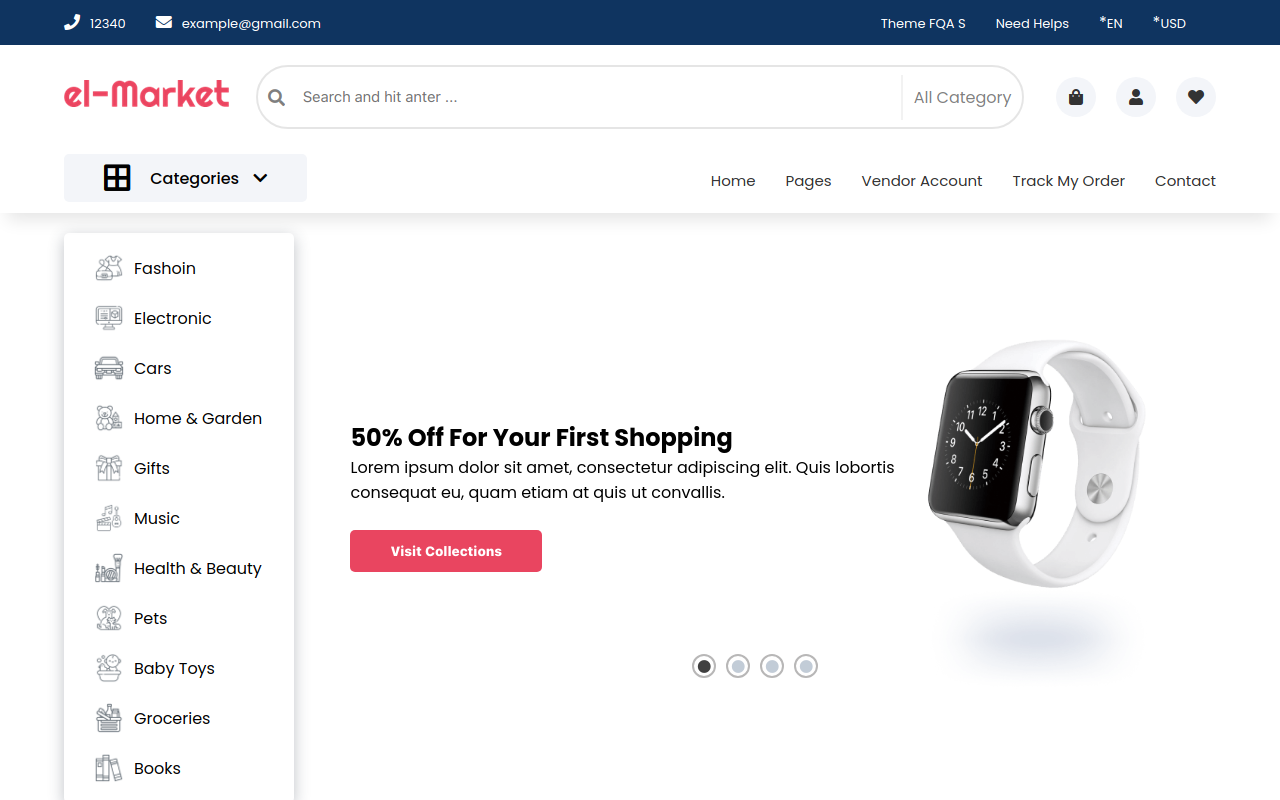 12340 example@gmail.com Theme FQA S Need Helps *EN *USD
el-Market Search and hit anter ... All Category
Categories Home Pages Vendor Account Track My Order Contact
Fashoin
Electronic
Cars
Home & Garden
Gifts
Music
Health & Beauty
Pets
Baby Toys
Groceries
Books
50% Off For Your First Shopping
Lorem ipsum dolor sit amet, consectetur adipiscing elit. Quis lobortis
consequat eu, quam etiam at quis ut convallis.
Visit Collections
11 12 1
10 2
9 3
8 4
7 6 5